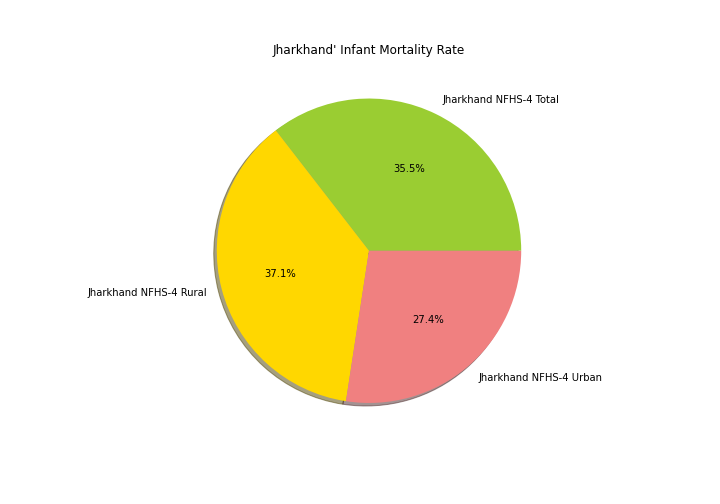 Jharkhand' Infant Mortality Rate
Jharkhand NFHS-4 Total
35.5%
37.1%
Jharkhand NFHS-4 Rural
27.4%
Jharkhand NFHS-4 Urban